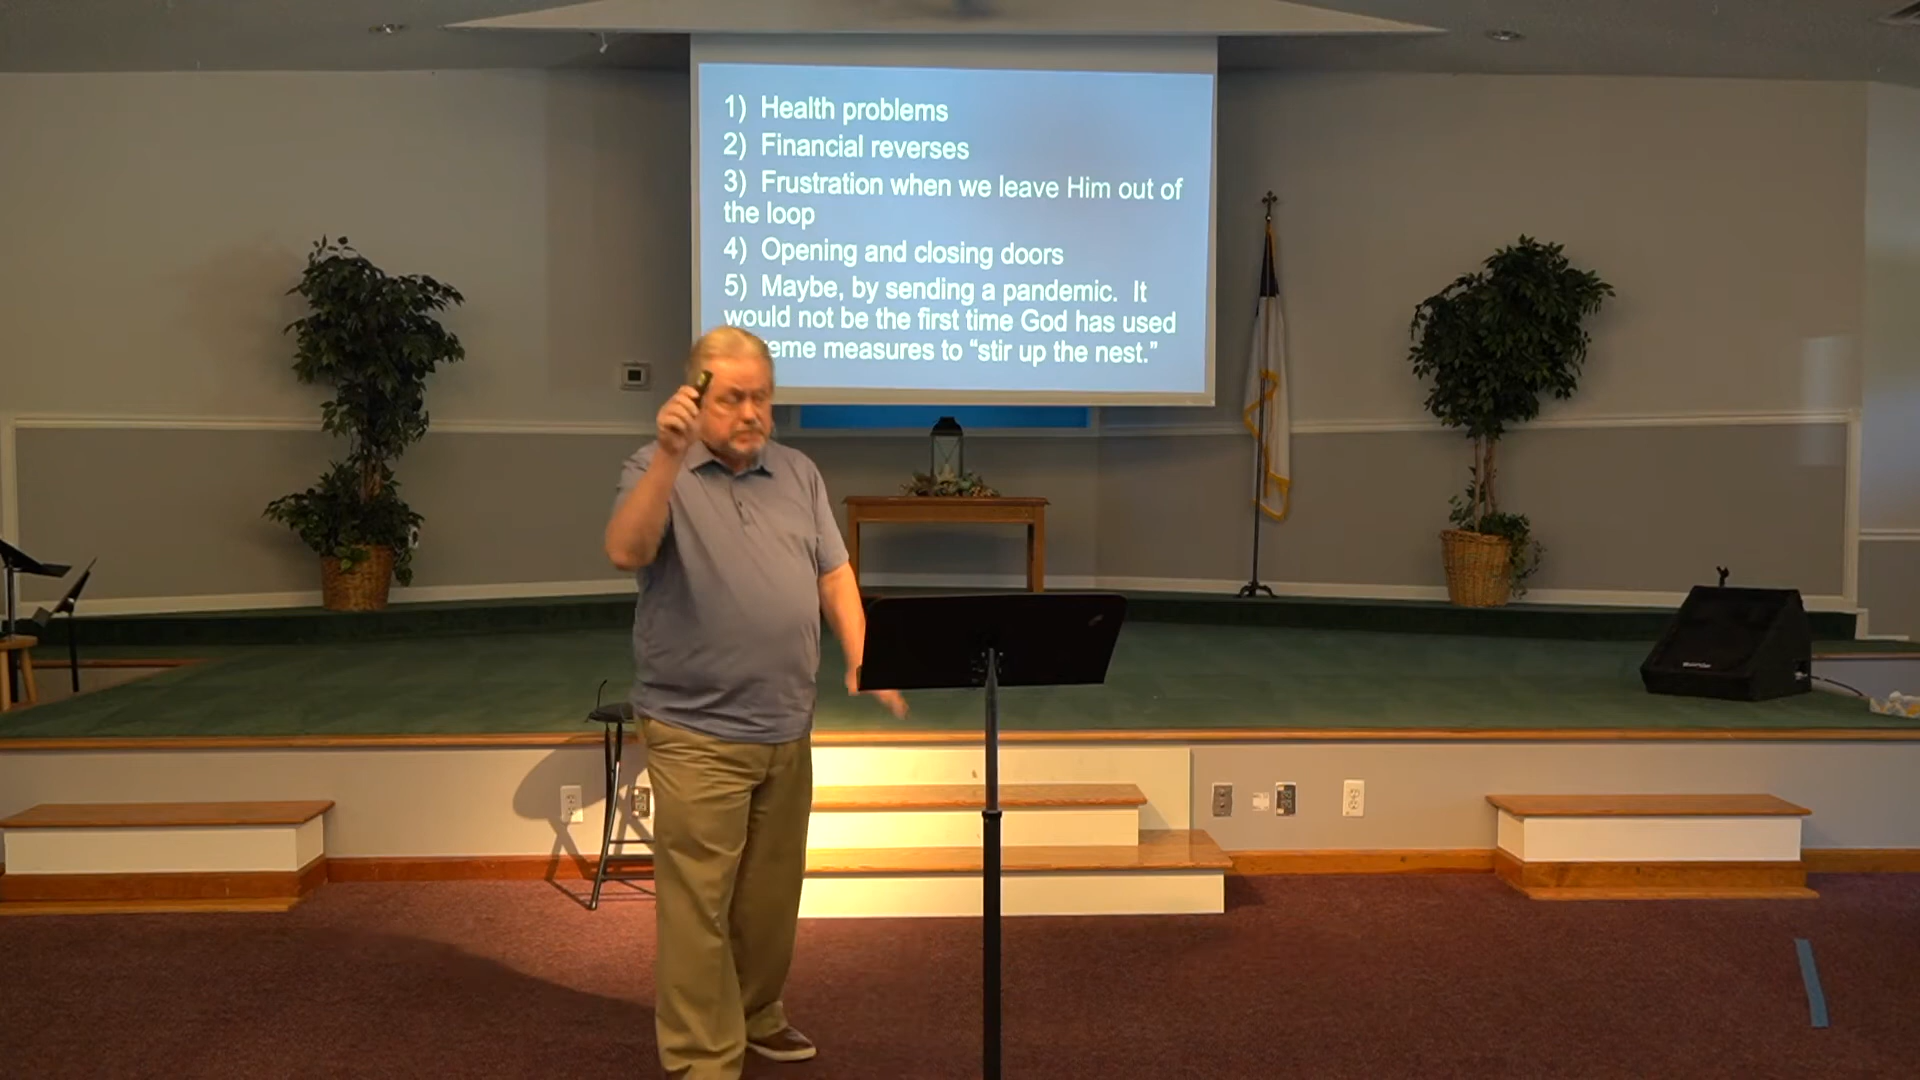 1) Health problems
2) Financial reverses
3) Frustration when we leave Him out of
the loop
4) Opening and closing doors
5) Maybe, by sending a pandemic. It
would not be the first time God has used
measures to “stir up the nest.”